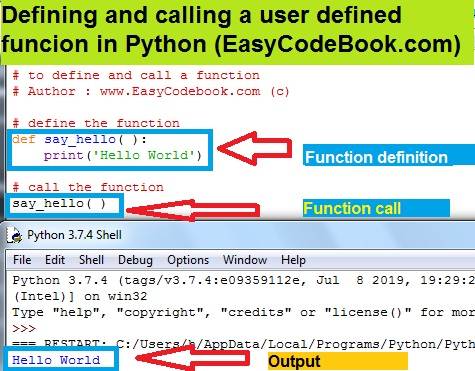 Defining and calling a user defined
funcion in Python (EasyCodeBook.com)
# to define and call a function
# Author : www.EasyCodebook.com (c)
# define the function
def say_hello( ):
print('Hello World')
Function definition
# call the function
say_hello( )
Function call
Python 3.7.4 Shell
File Edit Shell Debug Options Window Help
Python 3.7.4 (tags/v3.7.4:e09359112e, Jul 8 2019, 19:29:2
(Intel)] on win32
Type "help", "copyright", "credits" or "license()" for mor
>>>
=== RESTART: C:/Users/h/AppData/Local/Programs/Python/Pyth
Hello World
Output